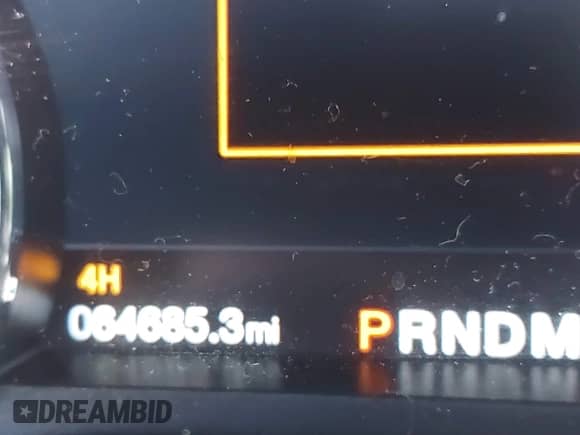 4H
064685.3mi
PRNDM
DREAMBID